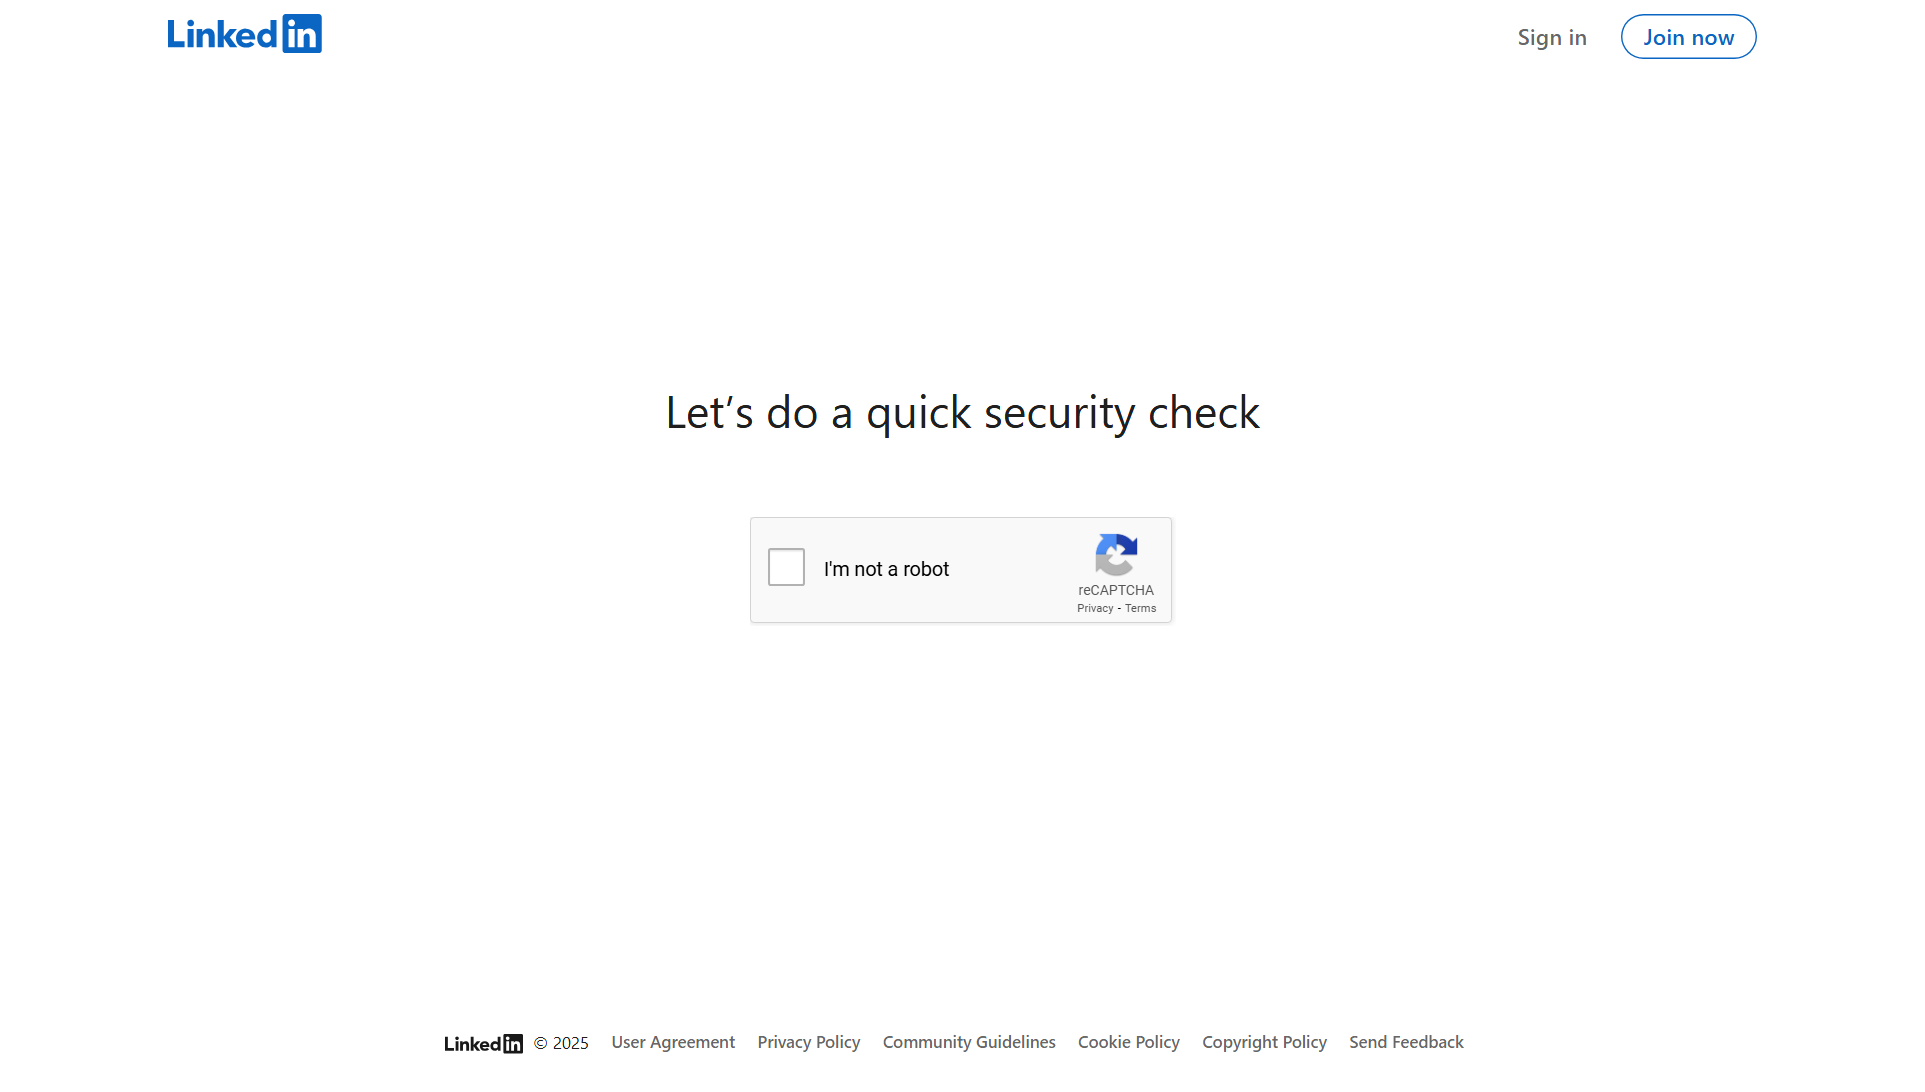 LinkedIn
Sign in
Join now
Let's do a quick security check
I'm not a robot
reCAPTCHA
Privacy - Terms
LinkedIn © 2025 User Agreement Privacy Policy Community Guidelines Cookie Policy Copyright Policy Send Feedback